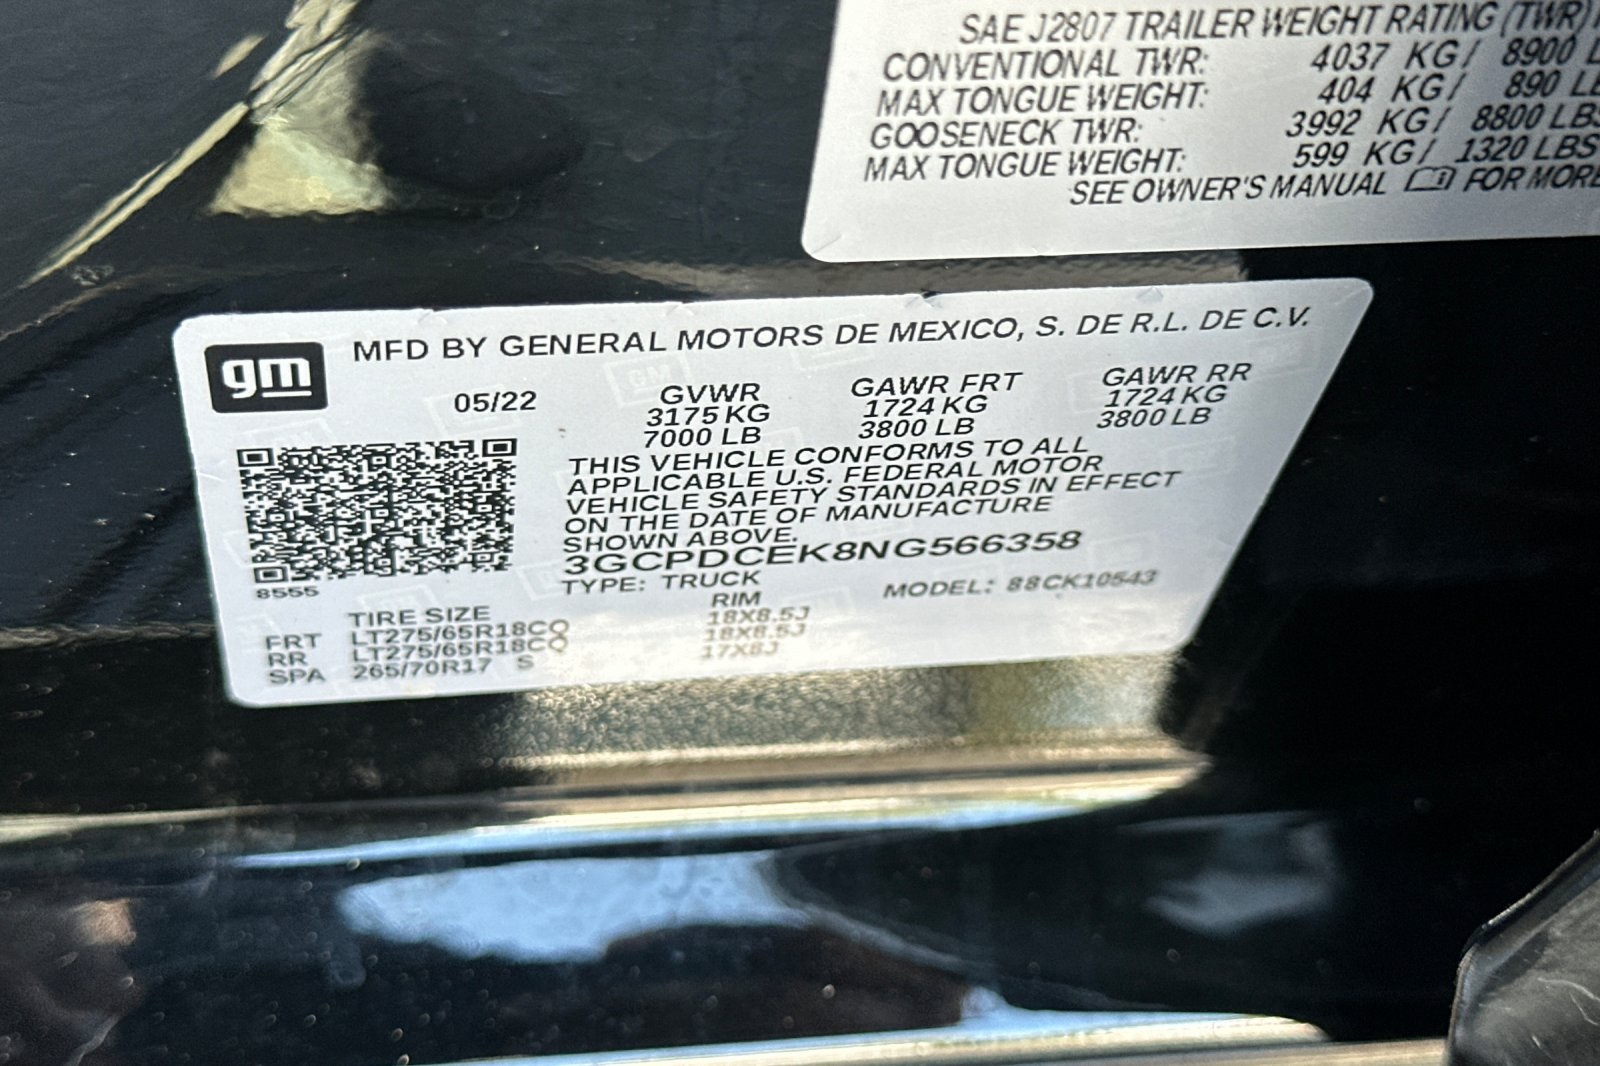 SAE J2807 TRAILER WEIGHT RATING (TWR)
CONVENTIONAL TWR: 4037 KG/ 8900
MAX TONGUE WEIGHT: 404 KG/ 890
GOOSENECK TWR: 3992 KG/ 8800 LBS
MAX TONGUE WEIGHT: 599 KG/ 1320 LBS
SEE OWNER'S MANUAL FOR MORE
gm
MFD BY GENERAL MOTORS DE MEXICO, S. DE R.L. DE C.V.
05/22 GVWR GAWR FRT GAWR RR
3175 KG 1724 KG 1724 KG
7000 LB 3800 LB 3800 LB
THIS VEHICLE CONFORMS TO ALL
APPLICABLE U.S. FEDERAL MOTOR
VEHICLE SAFETY STANDARDS IN EFFECT
ON THE DATE OF MANUFACTURE
SHOWN ABOVE.
3GCPDCEK8NG566358
8555
TYPE: TRUCK MODEL: 88CK10543
TIRE SIZE RIM
FRT LT275/65R18CQ 18X8.5J
RR LT275/65R18CQ 18X8.5J
SPA 265/70R17 S 17X8J